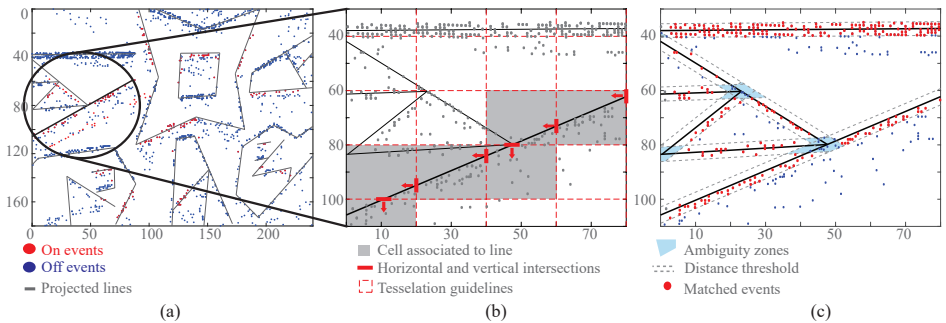 0
40
80
120
160
0
50
100
150
200
On events
Off events
Projected lines
(a)
40
60
80
100
10
30
50
70
Cell associated to line
Horizontal and vertical intersections
Tesselation guidelines
(b)
40
60
80
100
10
30
50
70
Ambiguity zones
Distance threshold
Matched events
(c)